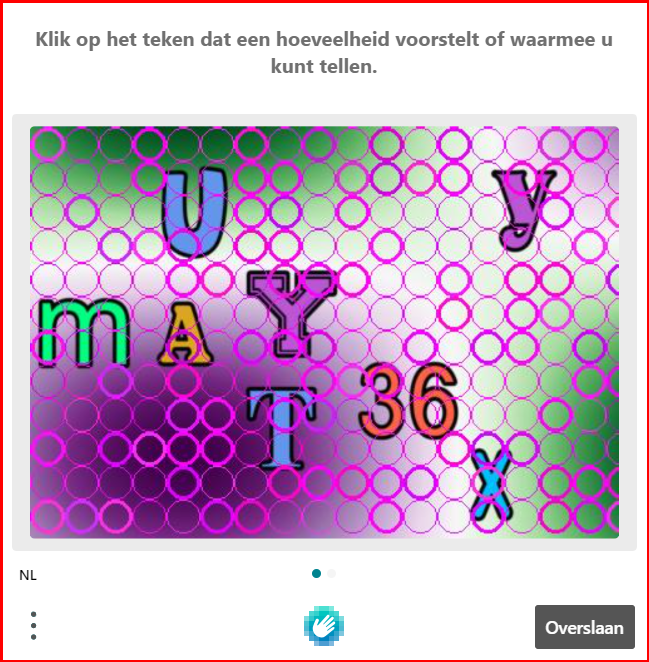 Klik op het teken dat een hoeveelheid voorstelt of waarmee u
kunt tellen.
U y
m A Y
36
T
x
NL
Overslaan